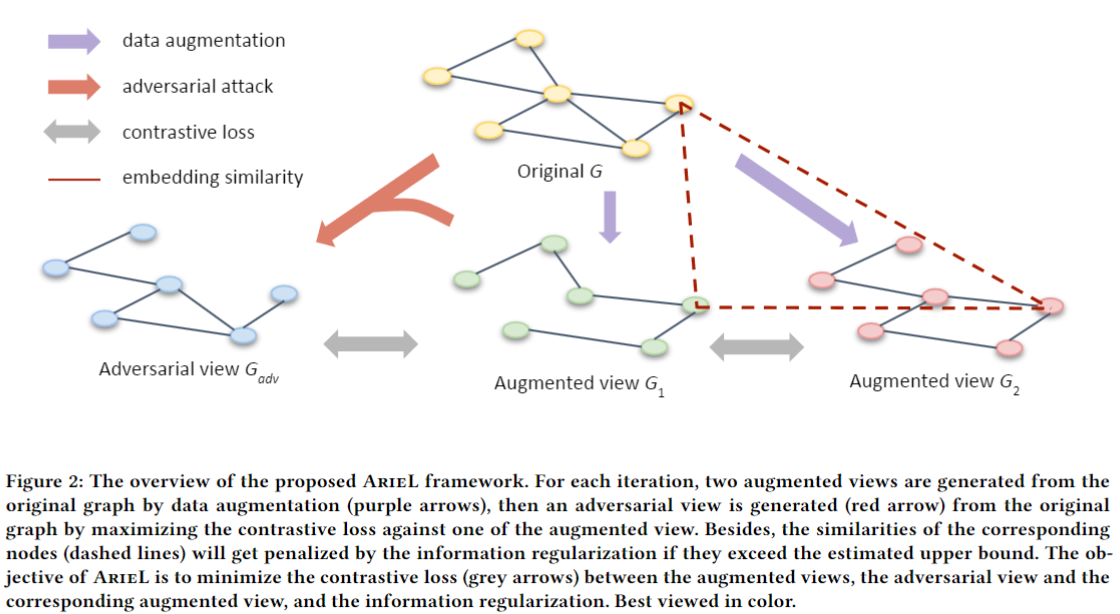 data augmentation
adversarial attack
contrastive loss
embedding similarity
Original G
Adversarial view Gadv
Augmented view G1
Augmented view G2
Figure 2: The overview of the proposed ARIEL framework. For each iteration, two augmented views are generated from the
original graph by data augmentation (purple arrows), then an adversarial view is generated (red arrow) from the original
graph by maximizing the contrastive loss against one of the augmented view. Besides, the similarities of the corresponding
nodes (dashed lines) will get penalized by the information regularization if they exceed the estimated upper bound. The ob-
jective of ARIEL is to minimize the contrastive loss (grey arrows) between the augmented views, the adversarial view and the
corresponding augmented view, and the information regularization. Best viewed in color.